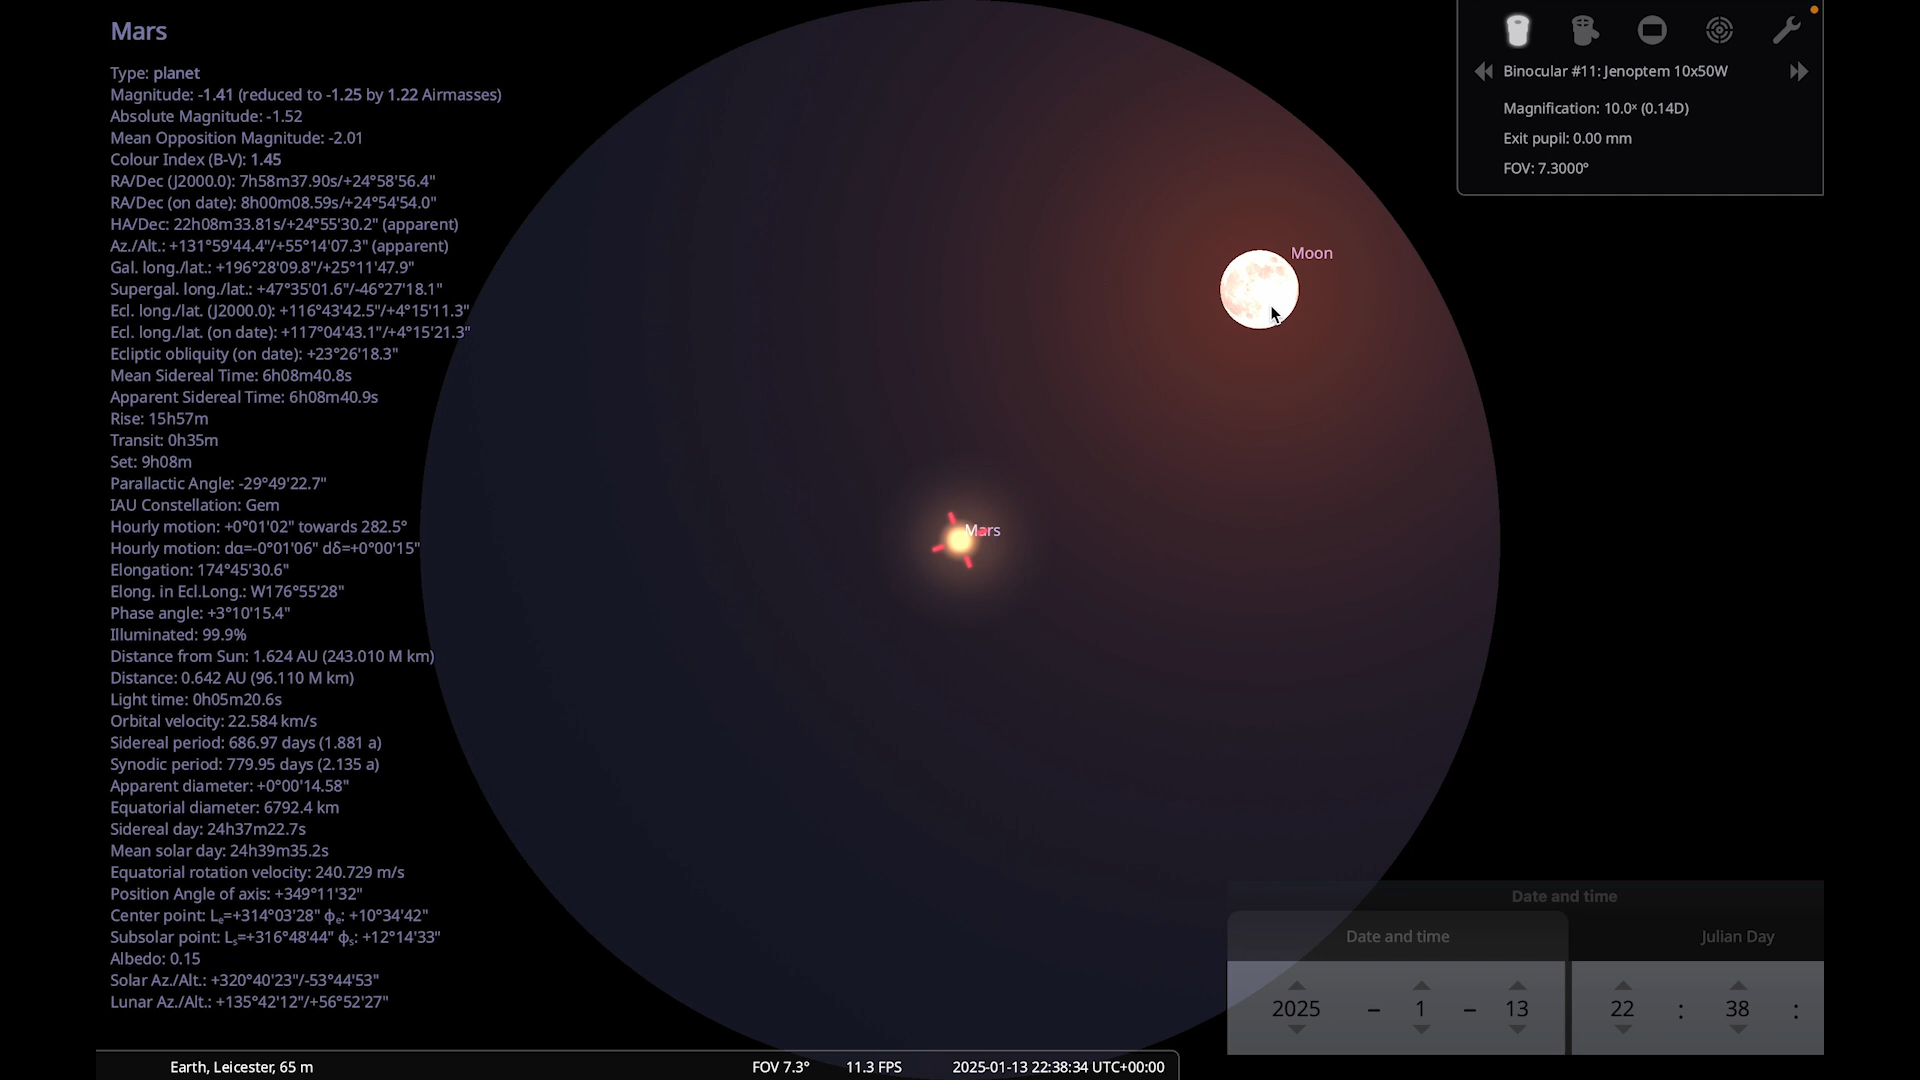 Mars
Type: planet
Magnitude: -1.41 (reduced to -1.25 by 1.22 Airmasses)
Absolute Magnitude: -1.52
Mean Opposition Magnitude: -2.01
Colour Index (B-V): 1.45
RA/Dec (J2000.0): 7h58m37.90s/+24°58'56.4"
RA/Dec (on date): 8h00m08.59s/+24°54'54.0"
HA/Dec: 22h08m33.81s/+24°55'30.2" (apparent)
Az./Alt.: +131°59'44.4"/+55°14'07.3" (apparent)
Gal. long./lat.: +196°28'09.8"/+25°11'47.9"
Supergal. long./lat.: +47°35'01.6"/-46°27'18.1"
Ecl. long./lat. (J2000.0): +116°43'42.5"/+4°15'11.3"
Ecl. long./lat. (on date): +117°04'43.1"/+4°15'21.3"
Ecliptic obliquity (on date): +23°26'18.3"
Mean Sidereal Time: 6h08m40.8s
Apparent Sidereal Time: 6h08m40.9s
Rise: 15h57m
Transit: 0h35m
Set: 9h08m
Parallactic Angle: -29°49'22.7"
IAU Constellation: Gem
Hourly motion: +0°01'02" towards 282.5°
Hourly motion: dα=-0°01'06" dδ=+0°00'15"
Elongation: 174°45'30.6"
Elong. in Ecl.Long.: W176°55'28"
Phase angle: +3°10'15.4"
Illuminated: 99.9%
Distance from Sun: 1.624 AU (243.010 M km)
Distance: 0.642 AU (96.110 M km)
Light time: 0h05m20.6s
Orbital velocity: 22.584 km/s
Sidereal period: 686.97 days (1.881 a)
Synodic period: 779.95 days (2.135 a)
Apparent diameter: +0°00'14.58"
Equatorial diameter: 6792.4 km
Sidereal day: 24h37m22.7s
Mean solar day: 24h39m35.2s
Equatorial rotation velocity: 240.729 m/s
Position Angle of axis: +349°11'32"
Center point: Lₑ=+314°03'28" ϕₑ: +10°34'42"
Subsolar point: Lₛ=+316°48'44" ϕₛ: +12°14'33"
Albedo: 0.15
Solar Az./Alt.: +320°40'23"/-53°44'53"
Lunar Az./Alt.: +135°42'12"/+56°52'27"
Binocular #11: Jenoptem 10x50W
Magnification: 10.0ˣ (0.14D)
Exit pupil: 0.00 mm
FOV: 7.3000°
Moon
Mars
Date and time
Date and time Julian Day
2025 – 1 – 13 22 : 38 :
Earth, Leicester, 65 m FOV 7.3° 11.3 FPS 2025-01-13 22:38:34 UTC+00:00